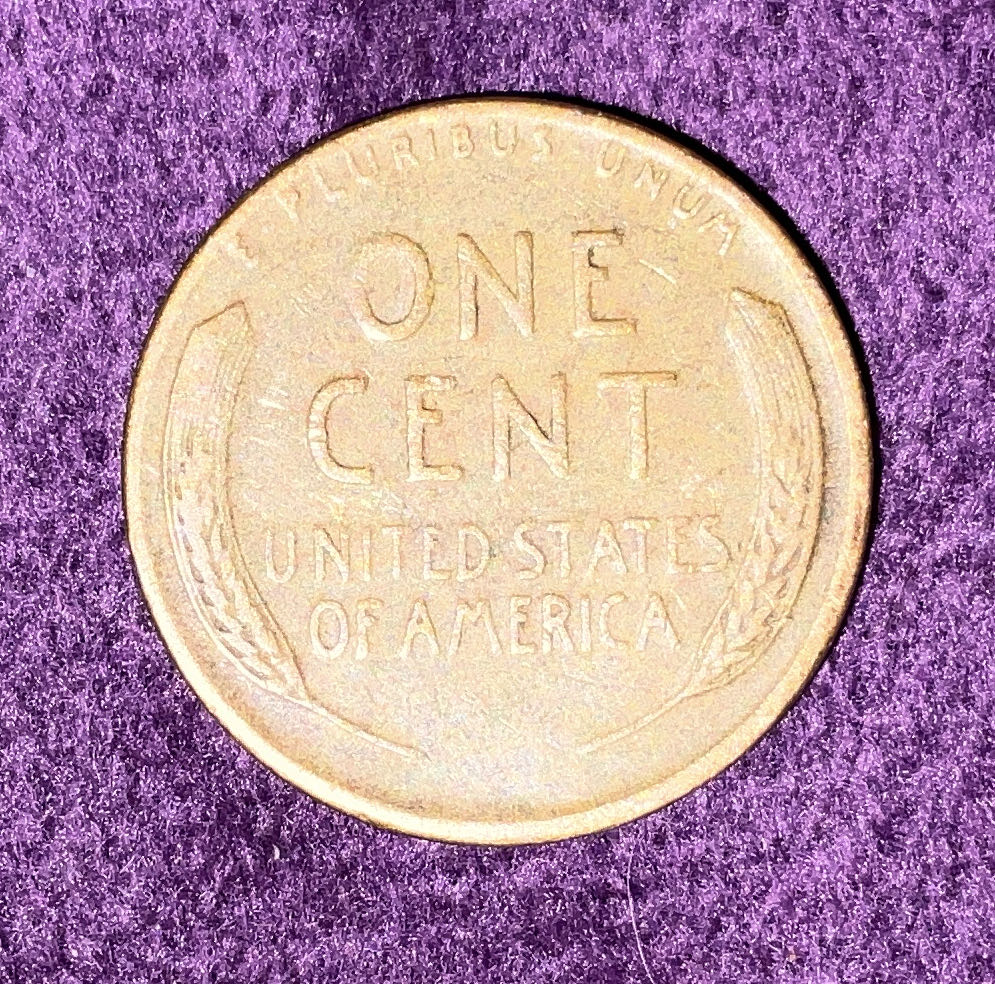 E · PLURIBUS · UNUM
ONE
CENT
UNITED STATES
OF AMERICA